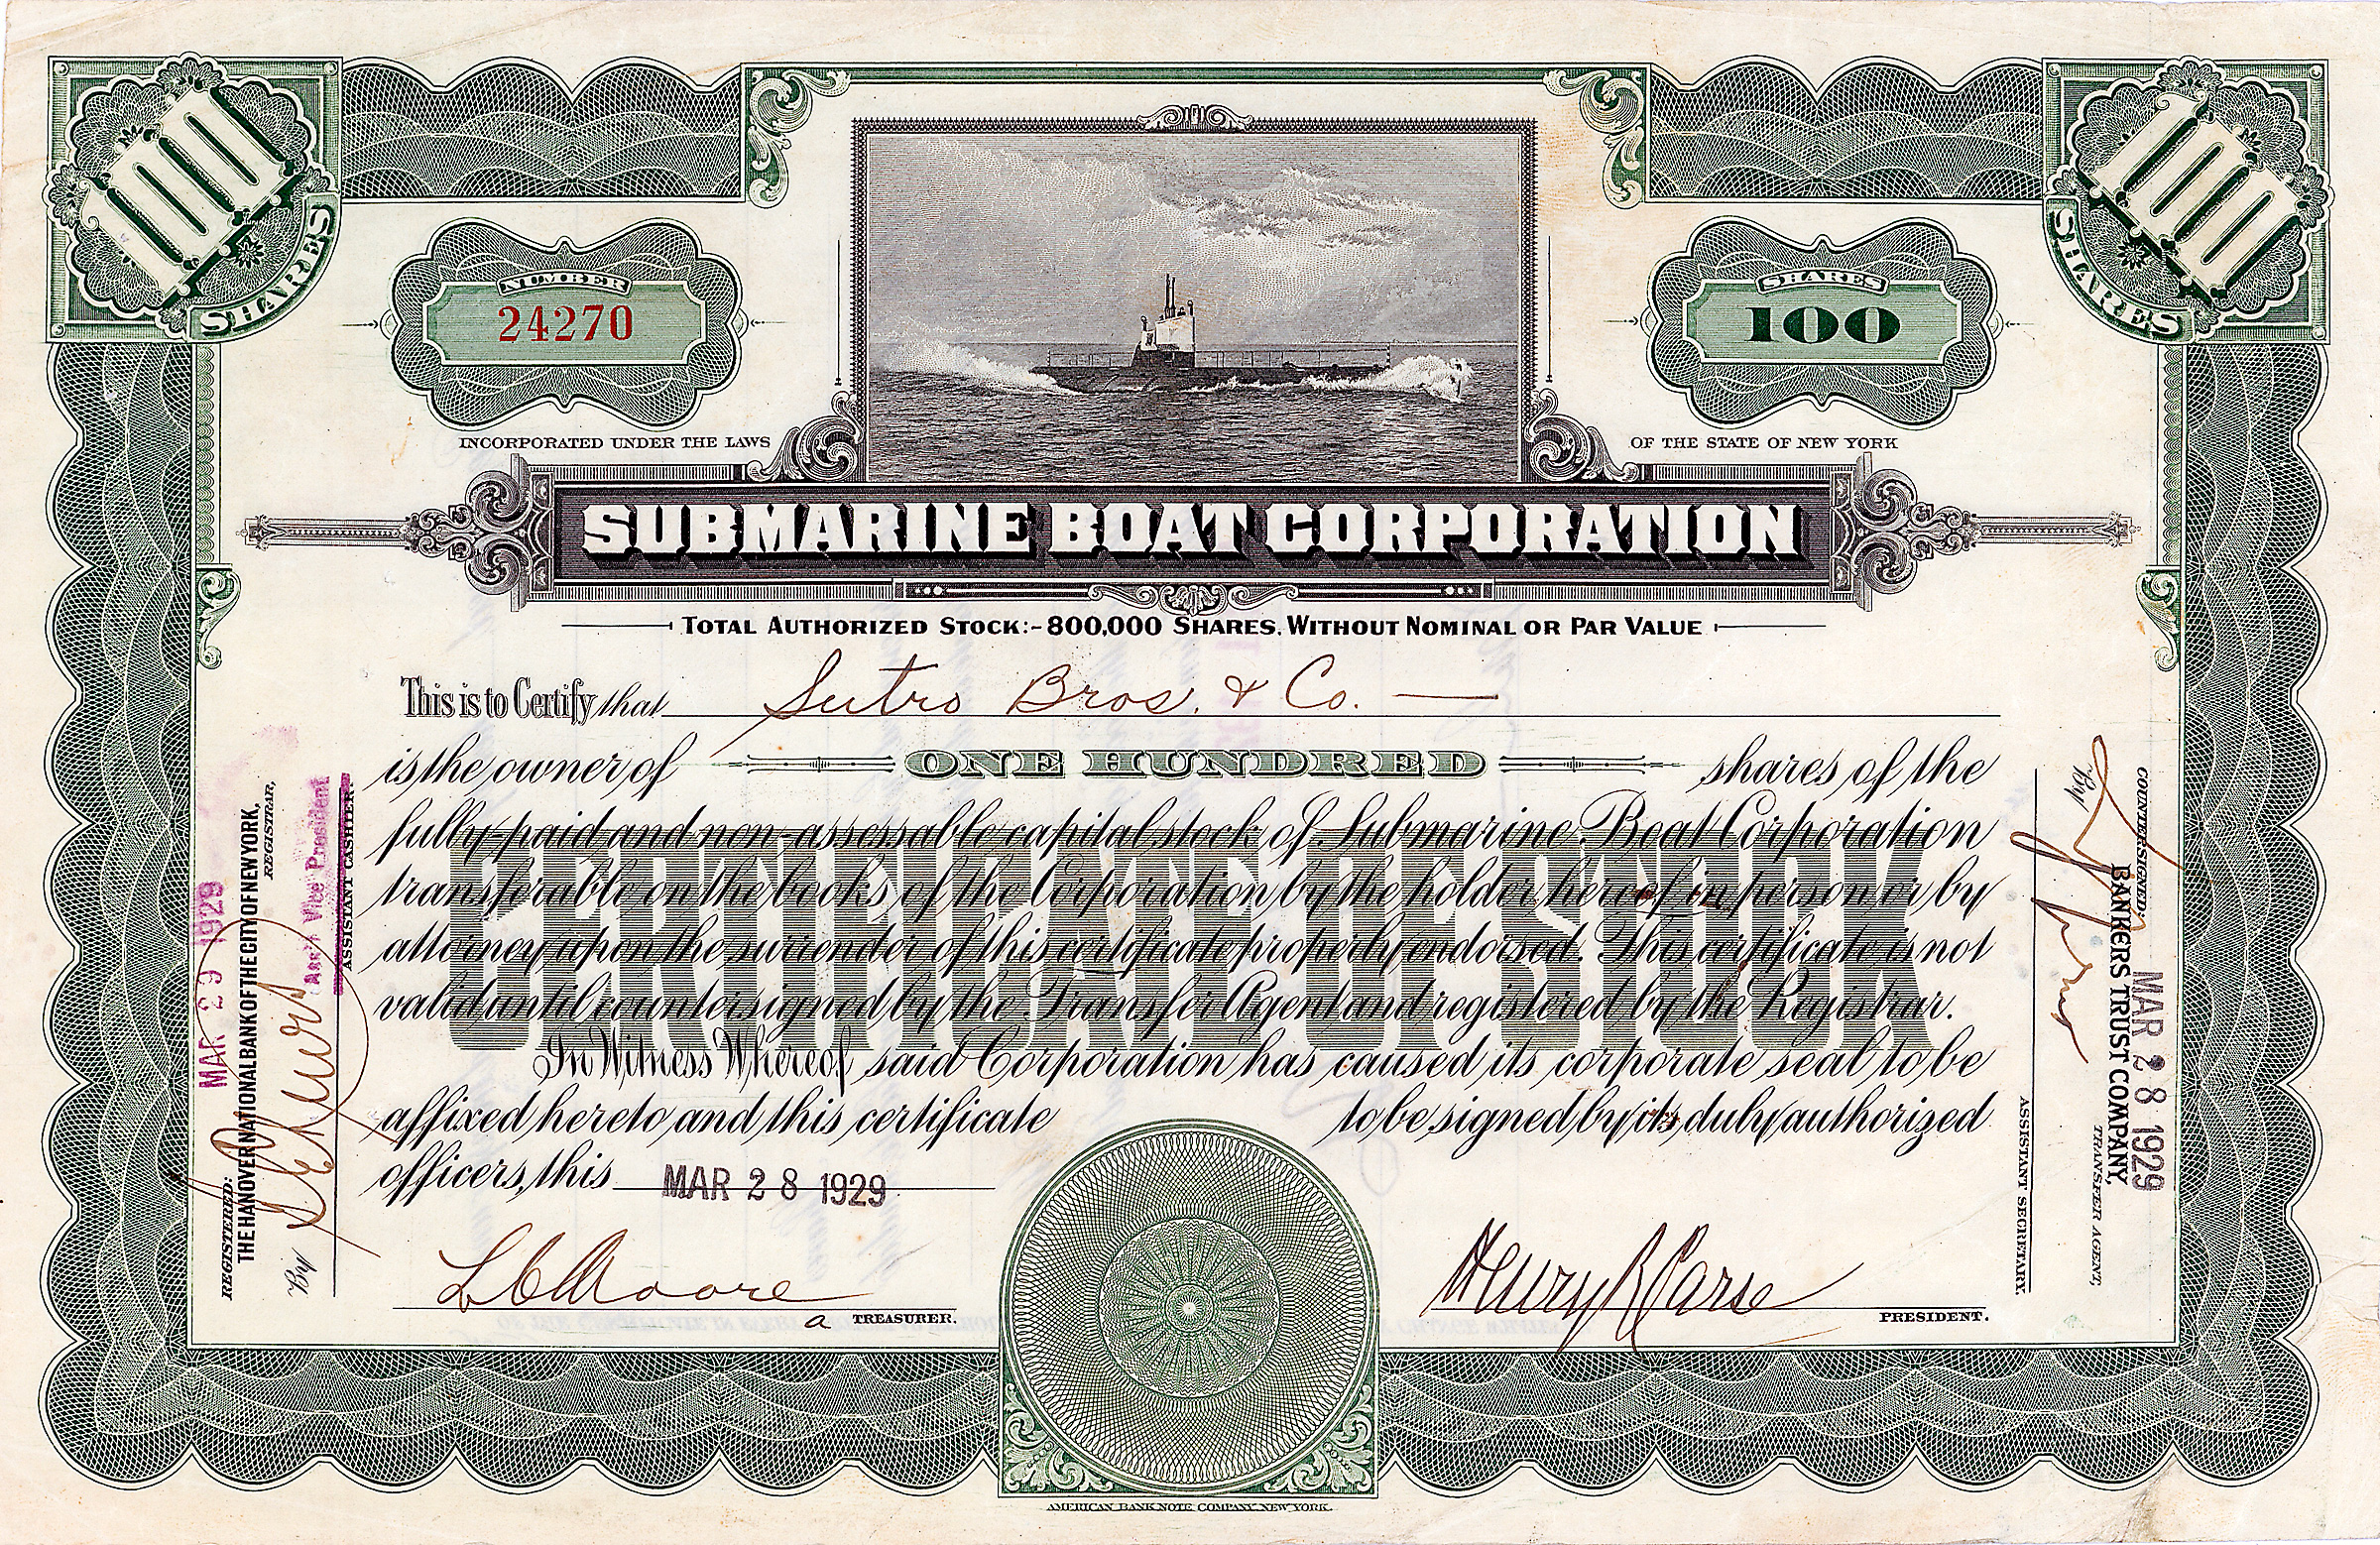 100
SHARES
100
SHARES
NUMBER
24270
SHARES
100
INCORPORATED UNDER THE LAWS
OF THE STATE OF NEW YORK
SUBMARINE BOAT CORPORATION
TOTAL AUTHORIZED STOCK:-800,000 SHARES, WITHOUT NOMINAL OR PAR VALUE
This is to Certify that Sutro Bros. & Co.
is the owner of ONE HUNDRED shares of the
fully-paid and non-assessable capital stock of Submarine Boat Corporation
transferable on the books of the Corporation by the holder hereof in person or by
attorney upon the surrender of this certificate properly endorsed. This certificate is not
valid until countersigned by the Transfer Agent and registered by the Registrar.
CERTIFICATE OF STOCK
In Witness Whereof, said Corporation has caused its corporate seal to be
affixed hereto and this certificate to be signed by its duly authorized
officers, this MAR 28 1929
L C Moore
a TREASURER.
Henry R Carse
PRESIDENT.
REGISTERED:
THE HANOVER NATIONAL BANK OF THE CITY OF NEW YORK,
REGISTRAR,
MAR 29 1929
By
Ass't Vice President
ASSISTANT CASHIER.
COUNTERSIGNED:
BANKERS TRUST COMPANY,
TRANSFER AGENT,
MAR 28 1929
By
ASSISTANT SECRETARY.
AMERICAN BANK NOTE COMPANY, NEW YORK.